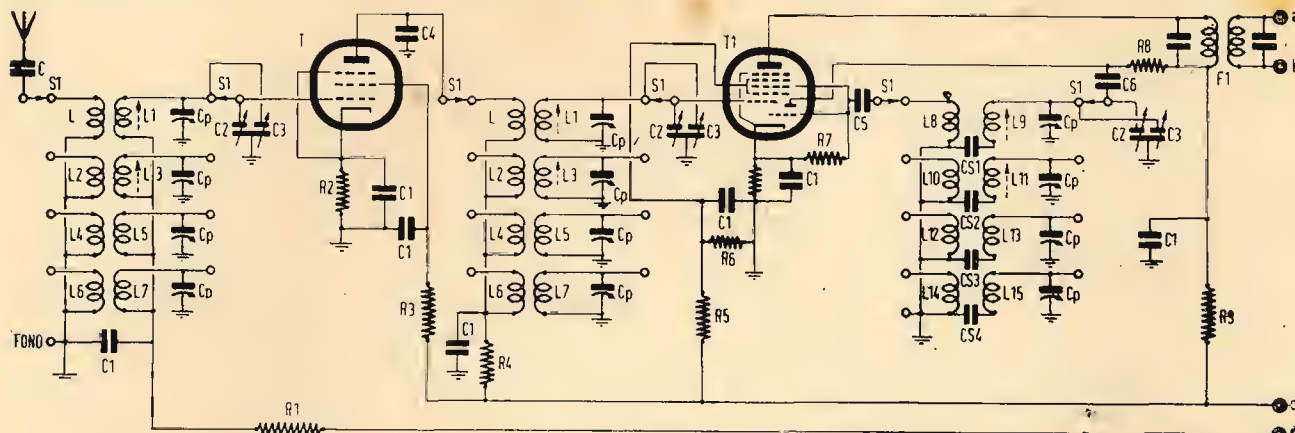 T
C4
T1
a
S1
R8
b
C
S1
S1
C6
F1
S1
S1
C5
S1
S1
L
L1
Cp
C2
C3
L
L1
Cp
C2
C3
L8
L9
Cp
C2
C3
R7
CS1
L2
L3
Cp
R2
C1
L2
L3
Cp
C1
L10
L11
Cp
C1
CS2
L4
L5
Cp
C1
L4
L5
Cp
R6
L12
L13
Cp
C1
CS3
L6
L7
Cp
R3
L6
L7
Cp
R5
L14
L15
Cp
R9
FONO
C1
C1
R4
CS4
R1
c
d